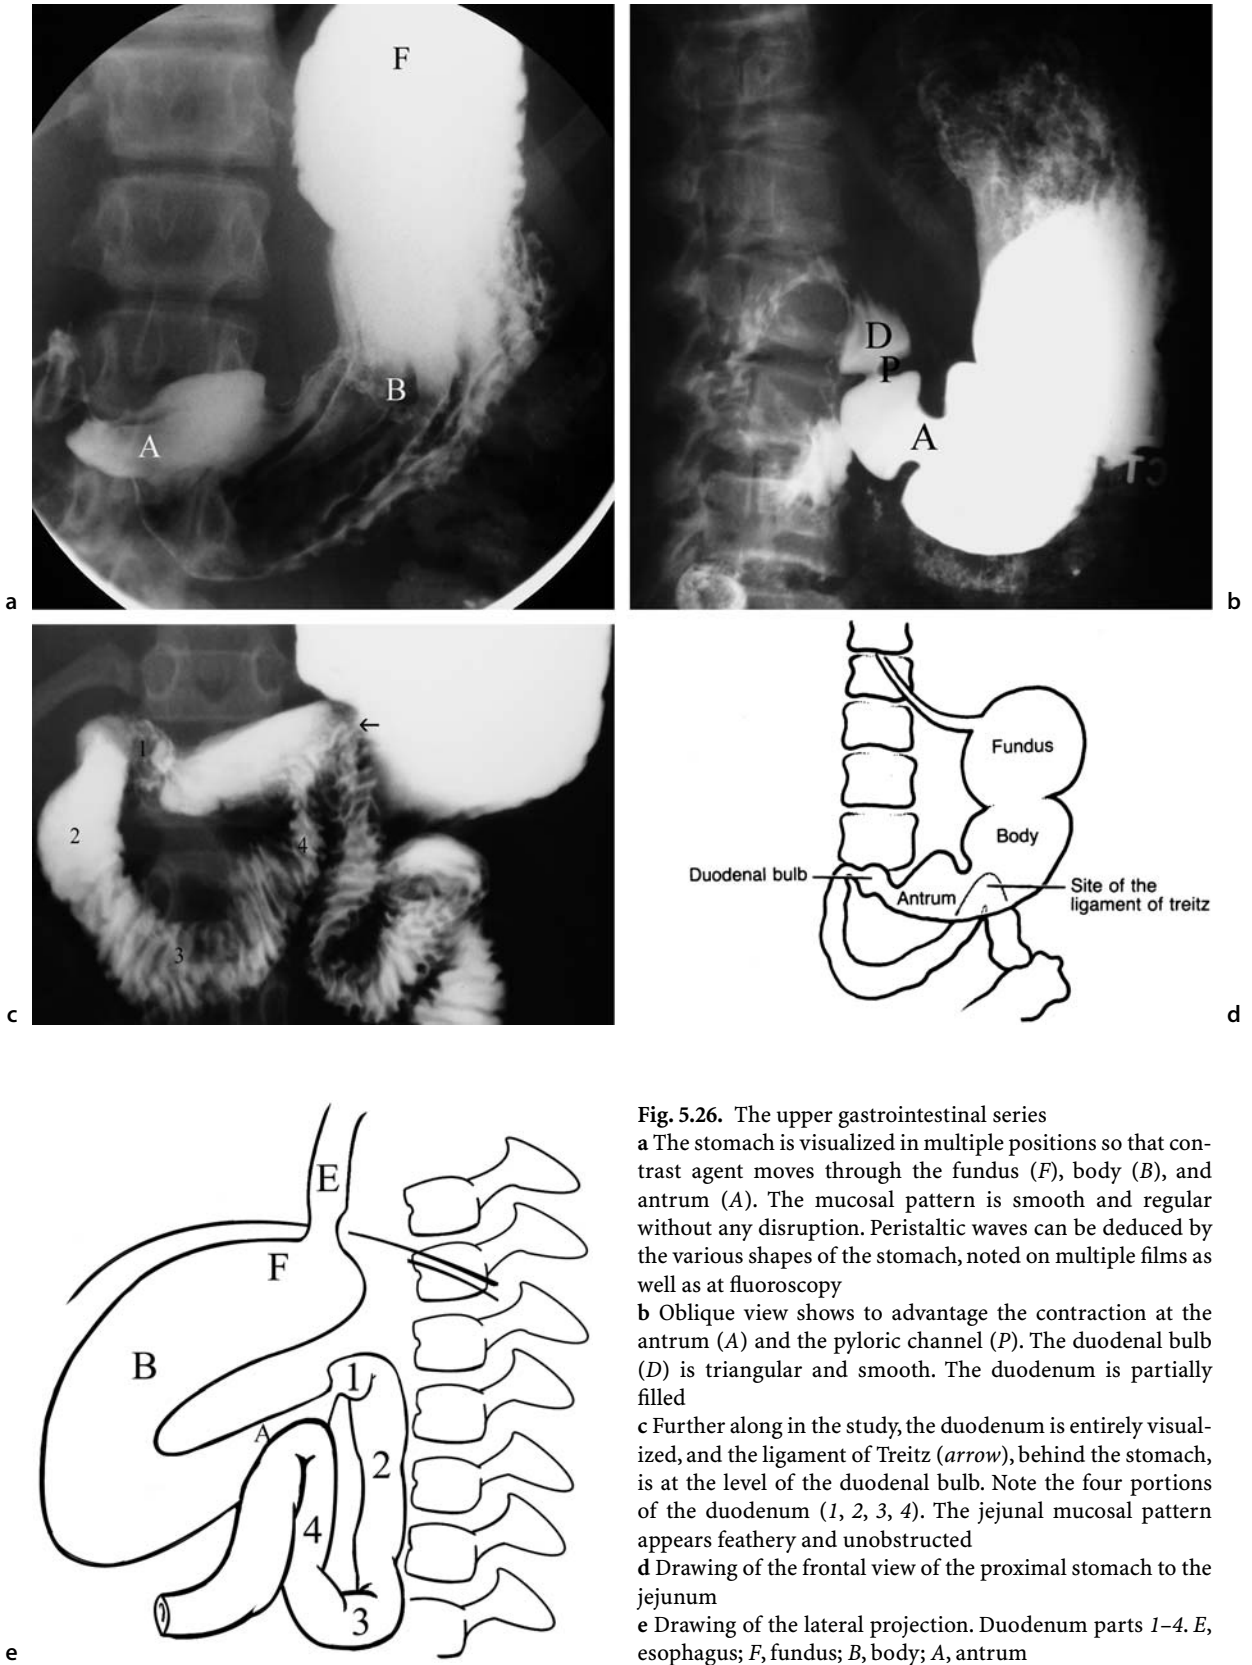 F
B
A
a
D
P
A
b
1
2
3
4
←
c
Fundus
Body
Duodenal bulb
Antrum
Site of the
ligament of treitz
d
E
F
B
1
A
2
4
3
e
Fig. 5.26. The upper gastrointestinal series
a The stomach is visualized in multiple positions so that con-
trast agent moves through the fundus (F), body (B), and
antrum (A). The mucosal pattern is smooth and regular
without any disruption. Peristaltic waves can be deduced by
the various shapes of the stomach, noted on multiple films as
well as at fluoroscopy
b Oblique view shows to advantage the contraction at the
antrum (A) and the pyloric channel (P). The duodenal bulb
(D) is triangular and smooth. The duodenum is partially
filled
c Further along in the study, the duodenum is entirely visual-
ized, and the ligament of Treitz (arrow), behind the stomach,
is at the level of the duodenal bulb. Note the four portions
of the duodenum (1, 2, 3, 4). The jejunal mucosal pattern
appears feathery and unobstructed
d Drawing of the frontal view of the proximal stomach to the
jejunum
e Drawing of the lateral projection. Duodenum parts 1–4. E,
esophagus; F, fundus; B, body; A, antrum